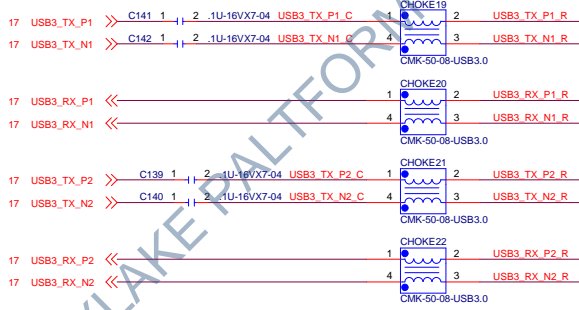 CHOKE19
17 USB3_TX_P1 C141 1 2 .1U-16VX7-04 USB3_TX_P1_C 1 2 USB3_TX_P1_R
17 USB3_TX_N1 C142 1 2 .1U-16VX7-04 USB3_TX_N1_C 4 3 USB3_TX_N1_R
CMK-50-08-USB3.0
CHOKE20
17 USB3_RX_P1 1 2 USB3_RX_P1_R
17 USB3_RX_N1 4 3 USB3_RX_N1_R
CMK-50-08-USB3.0
CHOKE21
17 USB3_TX_P2 C139 1 2 .1U-16VX7-04 USB3_TX_P2_C 1 2 USB3_TX_P2_R
17 USB3_TX_N2 C140 1 2 .1U-16VX7-04 USB3_TX_N2_C 4 3 USB3_TX_N2_R
CMK-50-08-USB3.0
CHOKE22
17 USB3_RX_P2 1 2 USB3_RX_P2_R
17 USB3_RX_N2 4 3 USB3_RX_N2_R
CMK-50-08-USB3.0
YLAKE PALTFORM